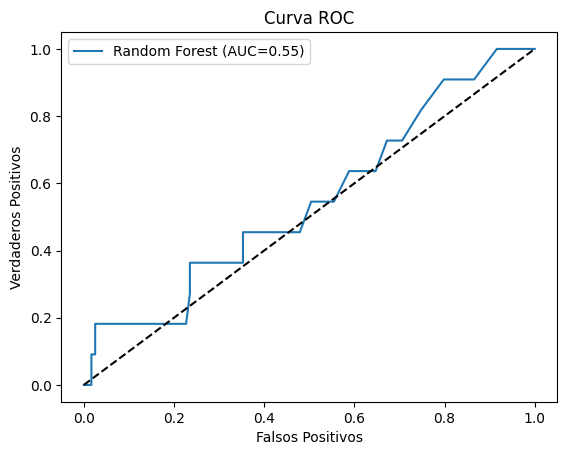 Curva ROC
Random Forest (AUC=0.55)
Verdaderos Positivos
1.0
0.8
0.6
0.4
0.2
0.0
0.0 0.2 0.4 0.6 0.8 1.0
Falsos Positivos